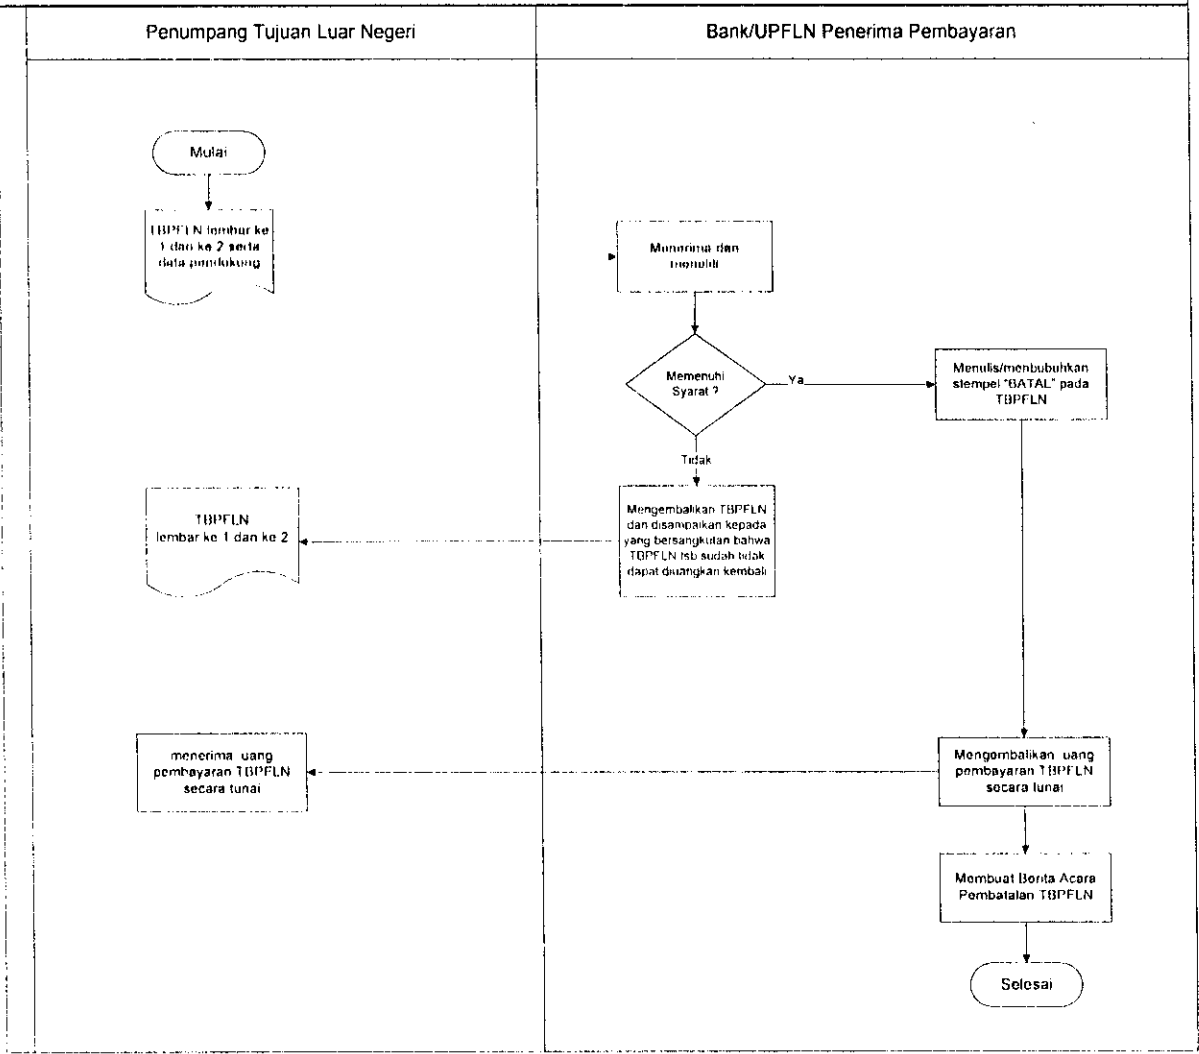 Penumpang Tujuan Luar Negeri
Bank/UPFLN Penerima Pembayaran
Mulai
TBPFLN lembar ke
1 dan ke 2 serta
data pendukung
Menerima dan
meneliti
Memenuhi
Syarat ?
Ya
Menulis/menbubuhkan
stempel "BATAL" pada
TBPFLN
Tidak
TBPFLN
lembar ke 1 dan ke 2
Mengembalikan TBPFLN
dan disampaikan kepada
yang bersangkutan bahwa
TBPFLN tsb sudah tidak
dapat diuangkan kembali
menerima uang
pembayaran TBPFLN
secara tunai
Mengembalikan uang
pembayaran TBPFLN
secara tunai
Membuat Berita Acara
Pembatalan TBPFLN
Selesai